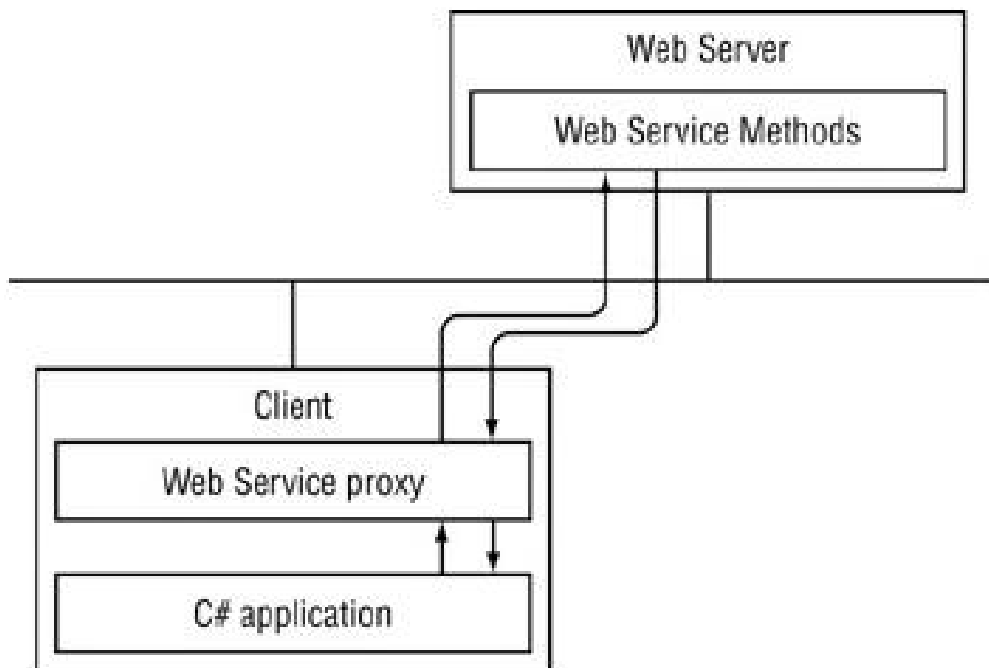 Web Server
Web Service Methods
Client
Web Service proxy
C# application